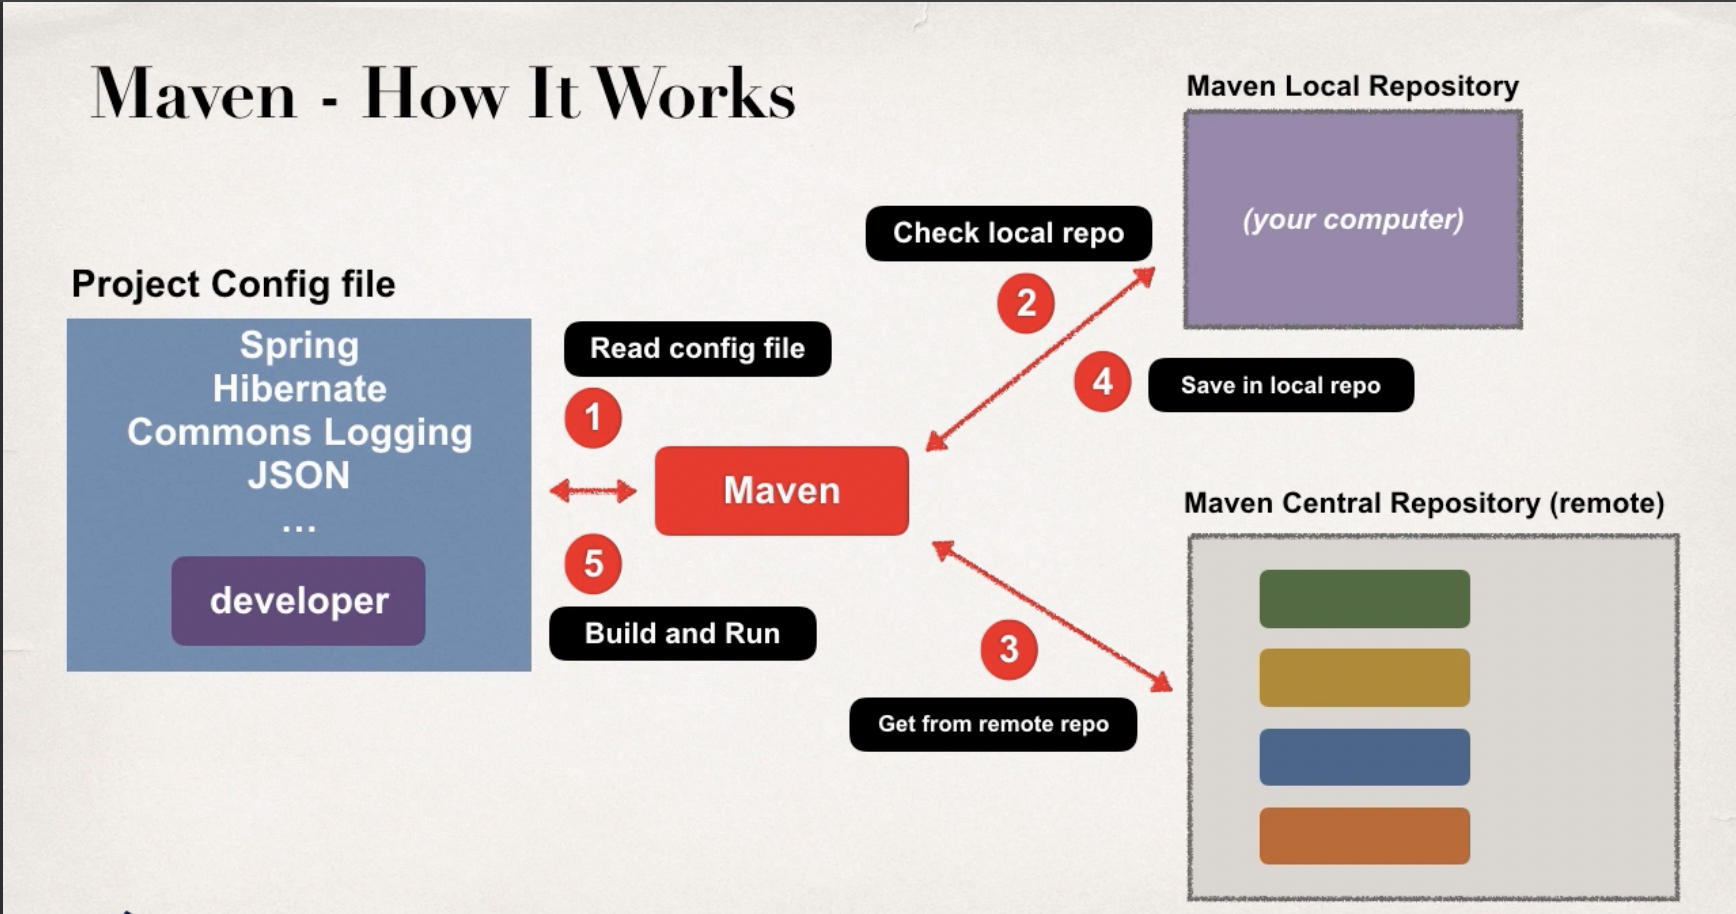 Maven - How It Works
Maven Local Repository
(your computer)
Check local repo
2
Project Config file
Spring
Hibernate
Commons Logging
JSON
...
developer
Read config file
1
4
Save in local repo
Maven
5
Build and Run
Maven Central Repository (remote)
3
Get from remote repo